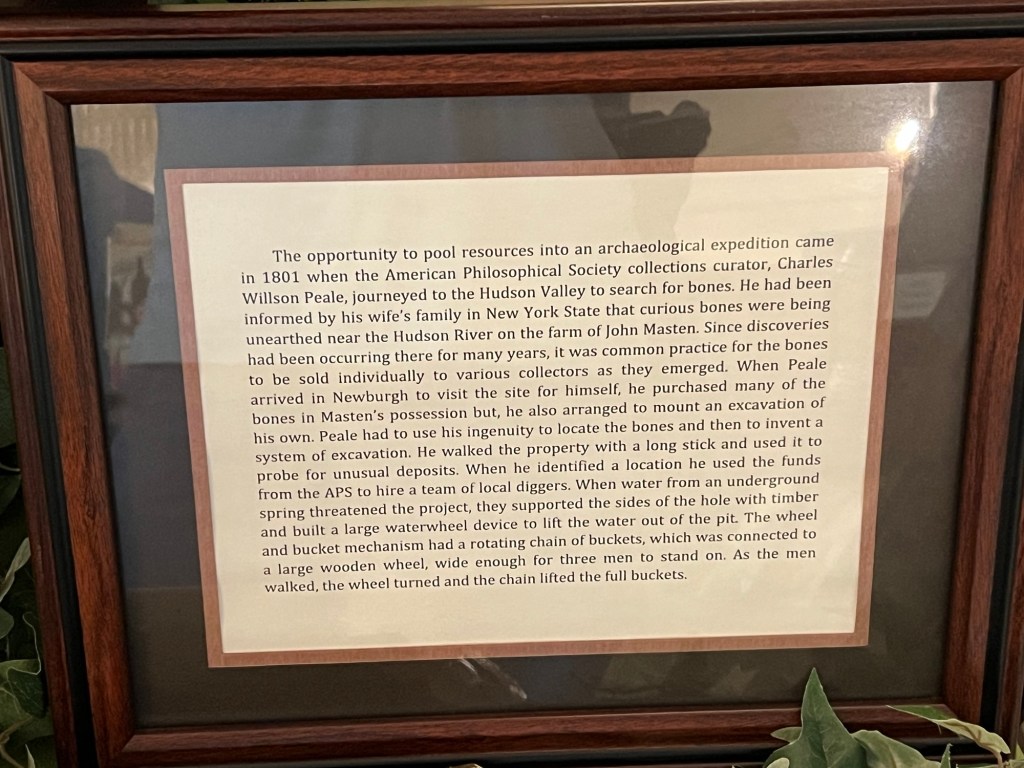 The opportunity to pool resources into an archaeological expedition came
in 1801 when the American Philosophical Society collections curator, Charles
Willson Peale, journeyed to the Hudson Valley to search for bones. He had been
informed by his wife's family in New York State that curious bones were being
unearthed near the Hudson River on the farm of John Masten. Since discoveries
had been occurring there for many years, it was common practice for the bones
to be sold individually to various collectors as they emerged. When Peale
arrived in Newburgh to visit the site for himself, he purchased many of the
bones in Masten's possession but, he also arranged to mount an excavation of
his own. Peale had to use his ingenuity to locate the bones and then to invent a
system of excavation. He walked the property with a long stick and used it to
probe for unusual deposits. When he identified a location he used the funds
from the APS to hire a team of local diggers. When water from an underground
spring threatened the project, they supported the sides of the hole with timber
and built a large waterwheel device to lift the water out of the pit. The wheel
and bucket mechanism had a rotating chain of buckets, which was connected to
a large wooden wheel, wide enough for three men to stand on. As the men
walked, the wheel turned and the chain lifted the full buckets.